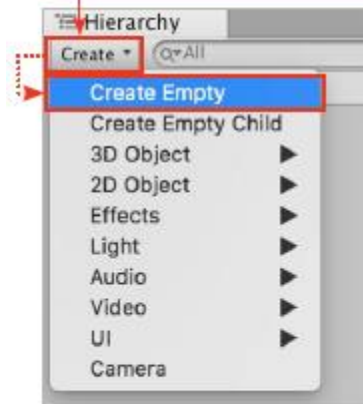 Hierarchy
Create All
Create Empty
Create Empty Child
3D Object
2D Object
Effects
Light
Audio
Video
UI
Camera